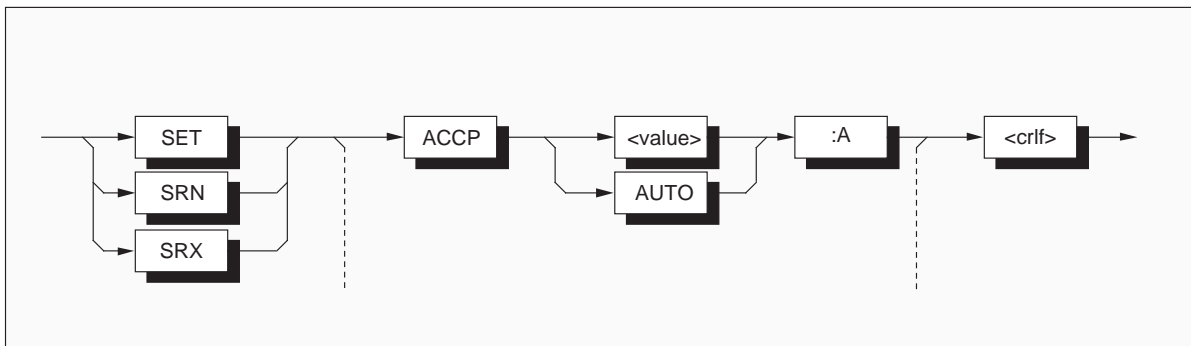 SET
SRN
SRX
ACCP
<value>
AUTO
:A
<crlf>